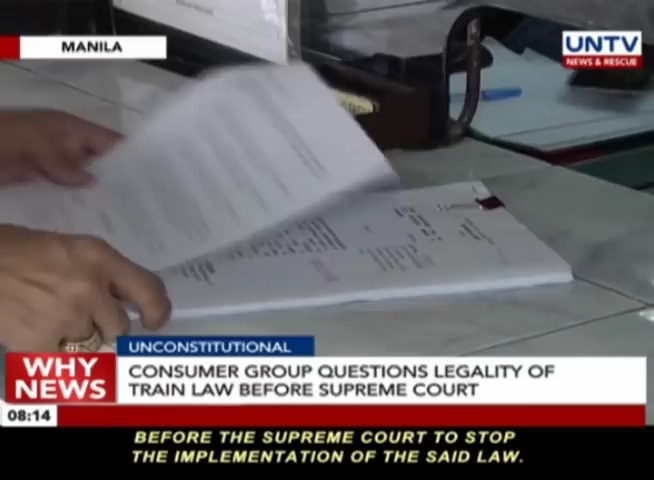 MANILA
UNTV
NEWS & RESCUE
UNCONSTITUTIONAL
WHY
NEWS
CONSUMER GROUP QUESTIONS LEGALITY OF
TRAIN LAW BEFORE SUPREME COURT
08:14
BEFORE THE SUPREME COURT TO STOP
THE IMPLEMENTATION OF THE SAID LAW.